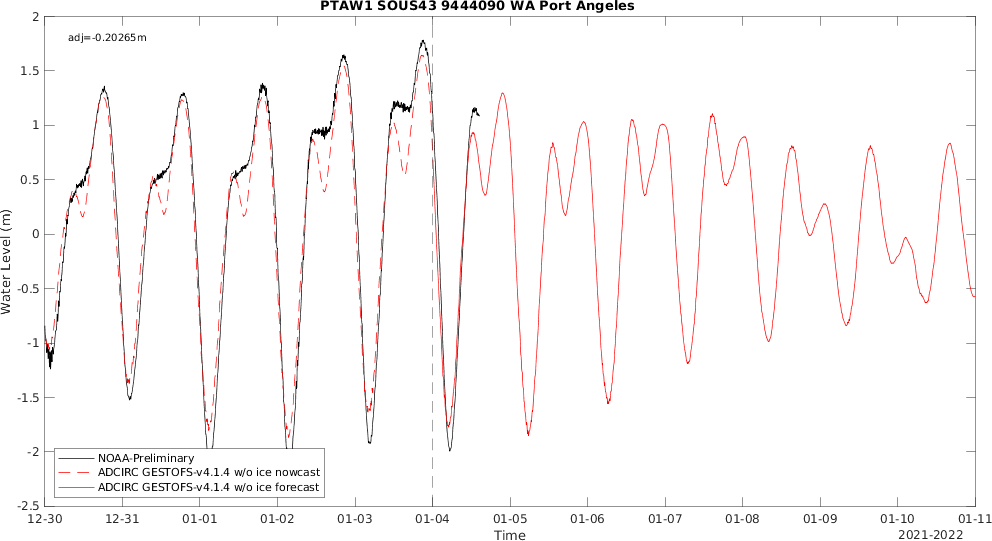 PTAW1 SOUS43 9444090 WA Port Angeles
adj=-0.20265m
2
1.5
1
0.5
0
-0.5
-1
-1.5
-2
-2.5
Water Level (m)
NOAA-Preliminary
ADCIRC GESTOFS-v4.1.4 w/o ice nowcast
ADCIRC GESTOFS-v4.1.4 w/o ice forecast
12-30 12-31 01-01 01-02 01-03 01-04 01-05 01-06 01-07 01-08 01-09 01-10 01-11
Time
2021-2022